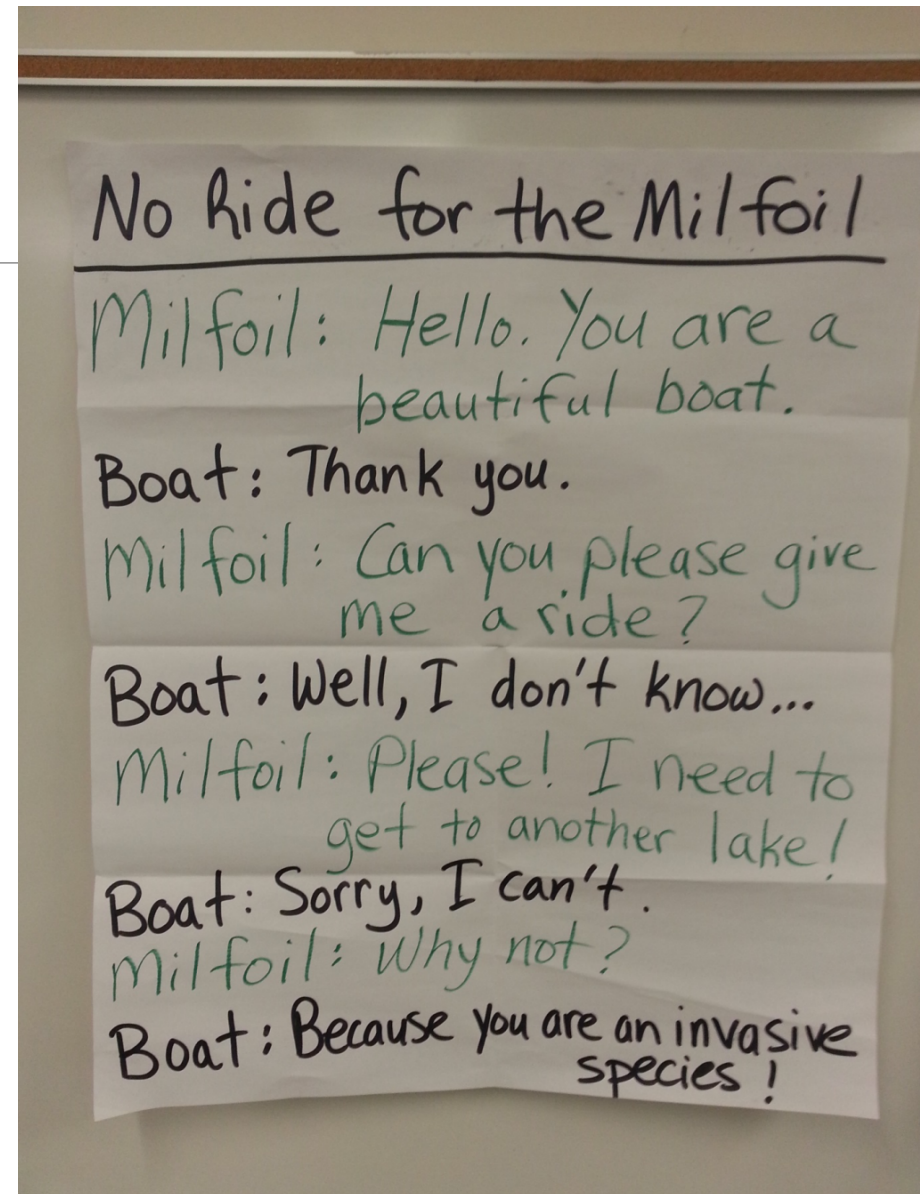 No Ride for the Milfoil
Milfoil: Hello. You are a
beautiful boat.
Boat: Thank you.
Milfoil: Can you please give
me a ride?
Boat: Well, I don't know...
Milfoil: Please! I need to
get to another lake!
Boat: Sorry, I can't.
Milfoil: Why not?
Boat: Because you are an invasive
species!